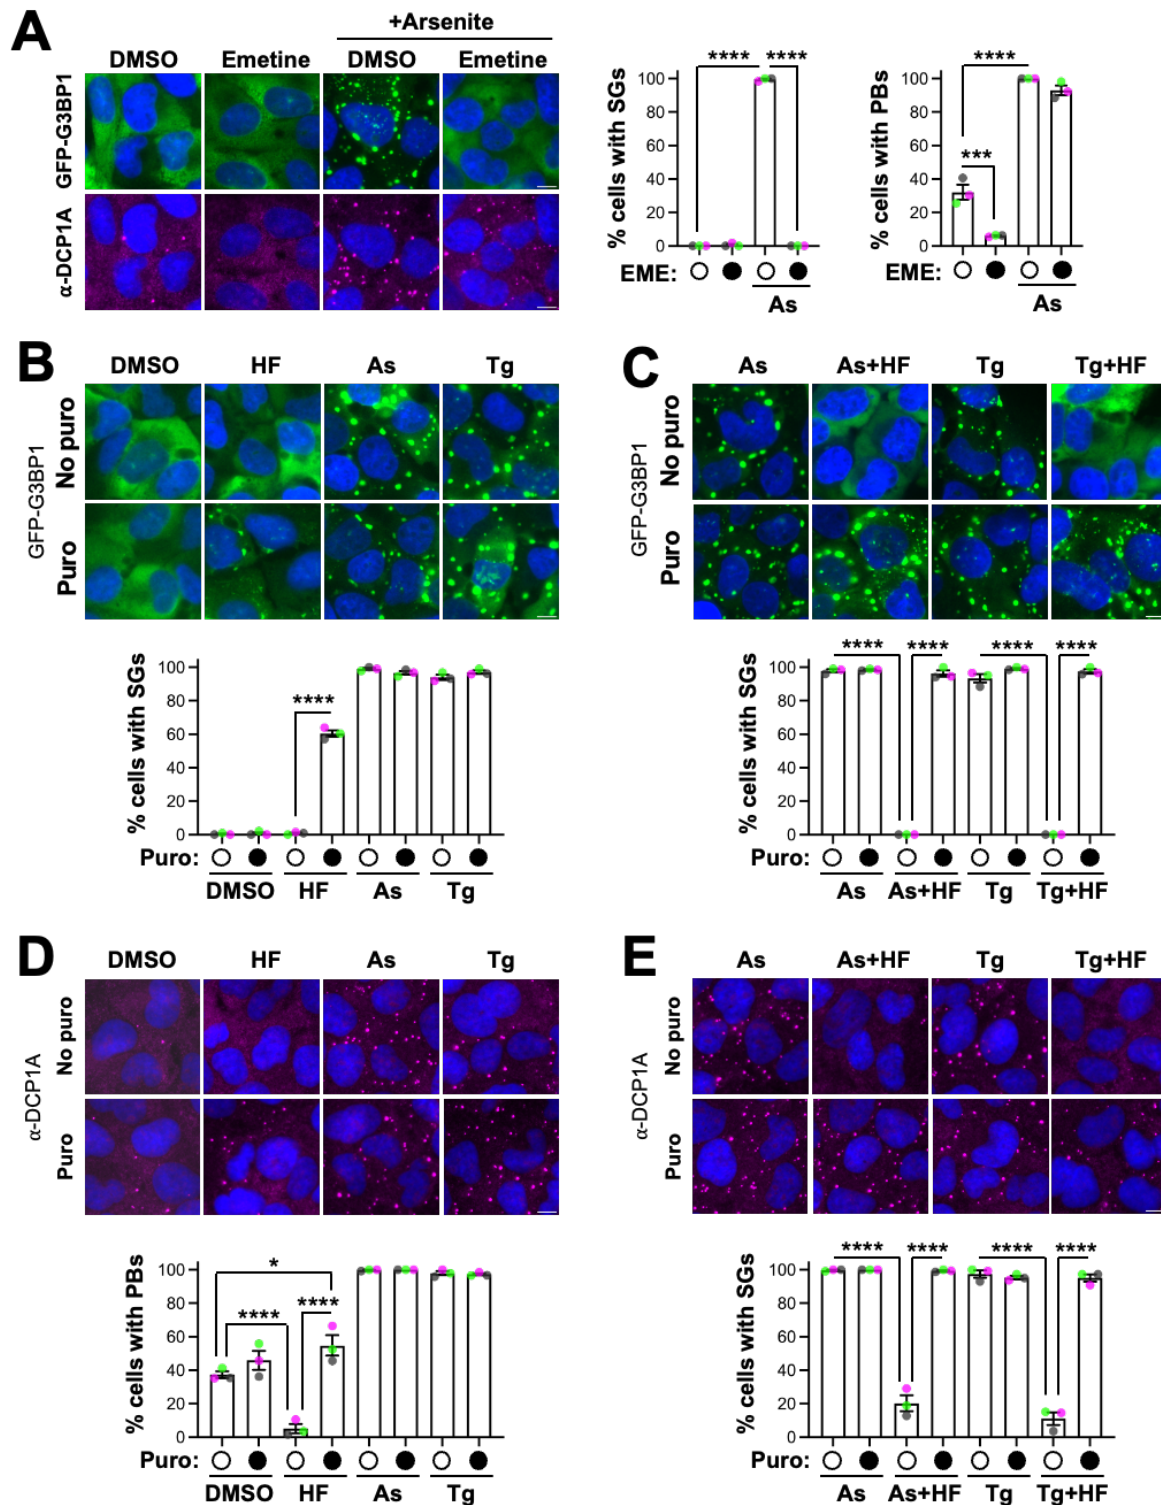 A
+Arsenite
DMSO Emetine DMSO Emetine
GFP-G3BP1
α-DCP1A
% cells with SGs
100
80
60
40
20
0
**** ****
EME:
As
% cells with PBs
100
80
60
40
20
0
****
***
EME:
As
B
DMSO HF As Tg
GFP-G3BP1
No puro
Puro
% cells with SGs
100
80
60
40
20
0
****
Puro:
DMSO HF As Tg
C
As As+HF Tg Tg+HF
GFP-G3BP1
No puro
Puro
% cells with SGs
100
80
60
40
20
0
**** **** **** ****
Puro:
As As+HF Tg Tg+HF
D
DMSO HF As Tg
α-DCP1A
No puro
Puro
% cells with PBs
100
80
60
40
20
0
*
**** ****
Puro:
DMSO HF As Tg
E
As As+HF Tg Tg+HF
α-DCP1A
No puro
Puro
% cells with SGs
100
80
60
40
20
0
**** **** **** ****
Puro:
As As+HF Tg Tg+HF